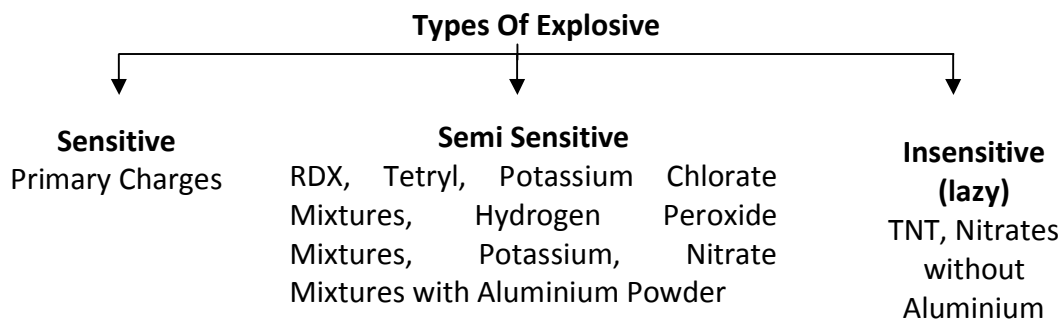 Types Of Explosive
Sensitive
Primary Charges
Semi Sensitive
RDX, Tetryl, Potassium Chlorate
Mixtures, Hydrogen Peroxide
Mixtures, Potassium, Nitrate
Mixtures with Aluminium Powder
Insensitive
(lazy)
TNT, Nitrates
without
Aluminium